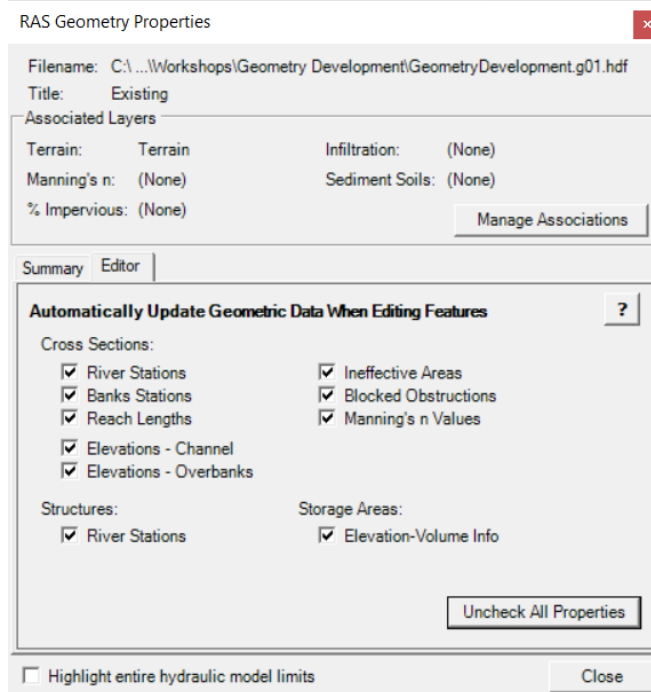 RAS Geometry Properties
Filename: C:\ ...\Workshops\Geometry Development\GeometryDevelopment.g01.hdf
Title: Existing
Associated Layers
Terrain: Terrain Infiltration: (None)
Manning's n: (None) Sediment Soils: (None)
% Impervious: (None)
Manage Associations
Summary Editor
Automatically Update Geometric Data When Editing Features ?
Cross Sections:
River Stations Ineffective Areas
Banks Stations Blocked Obstructions
Reach Lengths Manning's n Values
Elevations - Channel
Elevations - Overbanks
Structures: Storage Areas:
River Stations Elevation-Volume Info
Uncheck All Properties
Highlight entire hydraulic model limits Close